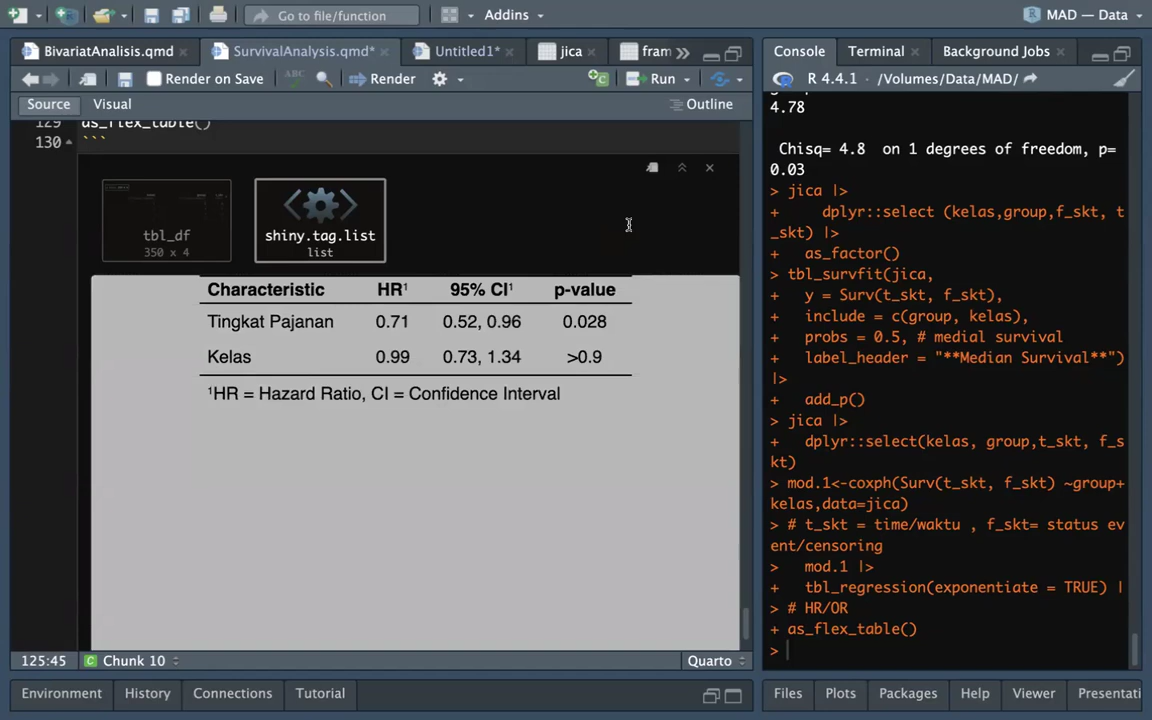 Go to file/function
Addins
MAD — Data
BivariatAnalisis.qmd
SurvivalAnalysis.qmd*
Untitled1*
jica
fram
Render on Save
ABC
Render
Run
Source
Visual
Outline
129
as_flex_table()
130
```
tbl_df
350 x 4
shiny.tag.list
list
Characteristic HR¹ 95% CI¹ p-value
Tingkat Pajanan 0.71 0.52, 0.96 0.028
Kelas 0.99 0.73, 1.34 >0.9
¹HR = Hazard Ratio, CI = Confidence Interval
125:45
C Chunk 10
Quarto
Environment
History
Connections
Tutorial
Console
Terminal
Background Jobs
R 4.4.1 · /Volumes/Data/MAD/
4.78
Chisq= 4.8 on 1 degrees of freedom, p=
0.03
> jica |>
+ dplyr::select (kelas,group,f_skt, t
_skt) |>
+ as_factor()
> tbl_survfit(jica,
+ y = Surv(t_skt, f_skt),
+ include = c(group, kelas),
+ probs = 0.5, # medial survival
+ label_header = "**Median Survival**")
|>
+ add_p()
> jica |>
+ dplyr::select(kelas, group,t_skt, f_s
kt)
> mod.1<-coxph(Surv(t_skt, f_skt) ~group+
kelas,data=jica)
> # t_skt = time/waktu , f_skt= status ev
ent/censoring
> mod.1 |>
+ tbl_regression(exponentiate = TRUE) |
> # HR/OR
+ as_flex_table()
>
Files
Plots
Packages
Help
Viewer
Presentati